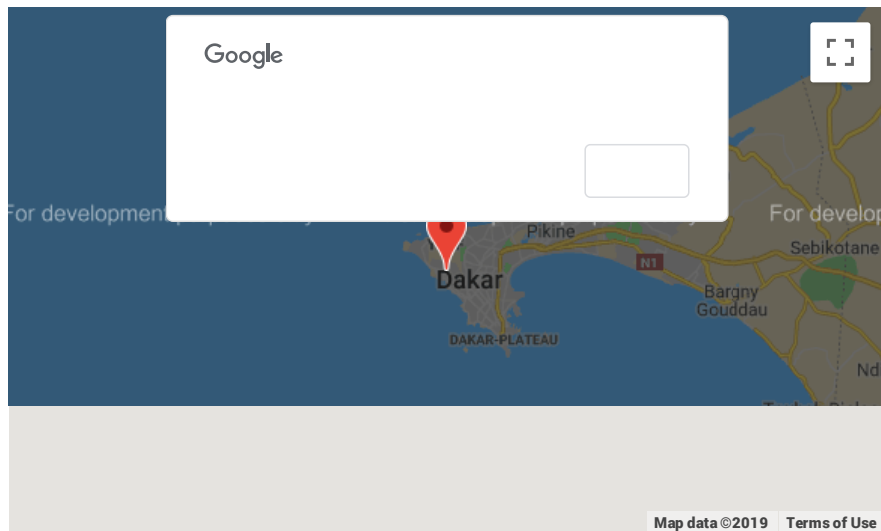 Google
For development
For develop
Pikine
Sebikotane
N1
Dakar
Bargny
Gouddau
DAKAR-PLATEAU
Nd
Map data ©2019 Terms of Use